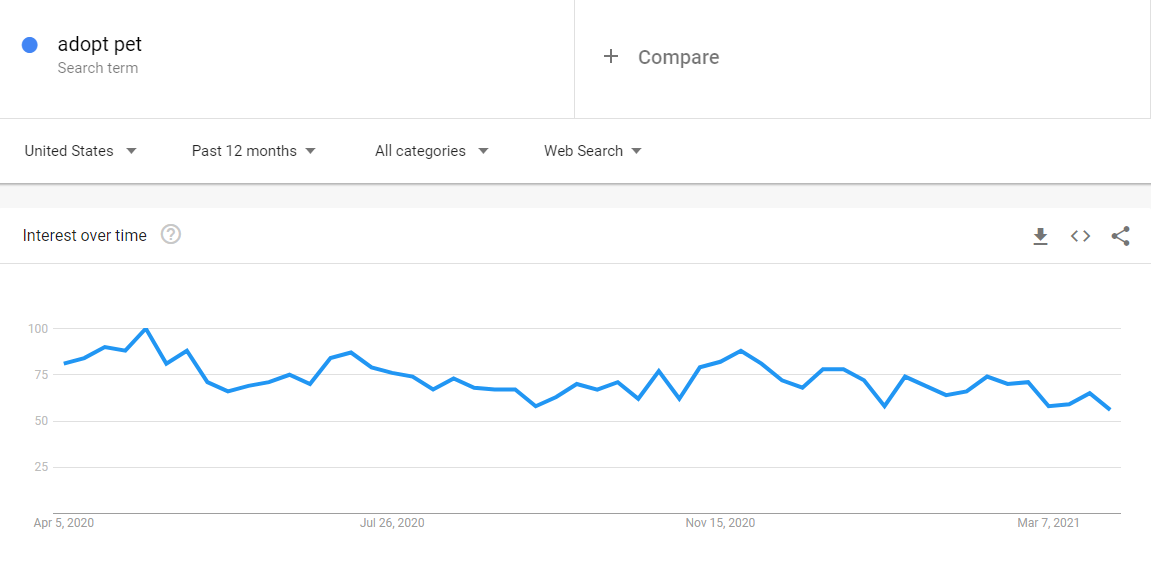 adopt pet
Search term
+ Compare
United States
Past 12 months
All categories
Web Search
Interest over time ?
100
75
50
25
Apr 5, 2020
Jul 26, 2020
Nov 15, 2020
Mar 7, 2021